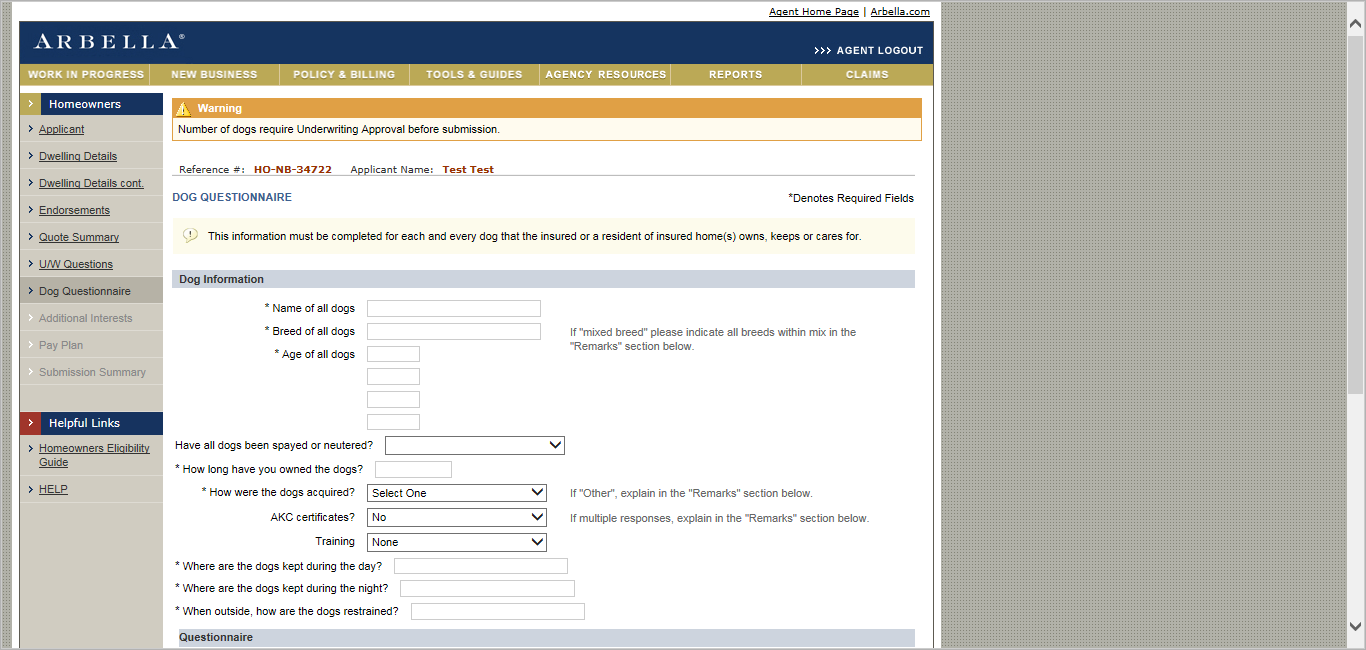 Agent Home Page | Arbella.com
ARBELLA®
>>> AGENT LOGOUT
WORK IN PROGRESS NEW BUSINESS POLICY & BILLING TOOLS & GUIDES AGENCY RESOURCES REPORTS CLAIMS
Homeowners
Applicant
Dwelling Details
Dwelling Details cont.
Endorsements
Quote Summary
U/W Questions
Dog Questionnaire
Additional Interests
Pay Plan
Submission Summary
Helpful Links
Homeowners Eligibility
Guide
HELP
Warning
Number of dogs require Underwriting Approval before submission.
Reference #: HO-NB-34722 Applicant Name: Test Test
DOG QUESTIONNAIRE
*Denotes Required Fields
This information must be completed for each and every dog that the insured or a resident of insured home(s) owns, keeps or cares for.
Dog Information
* Name of all dogs
* Breed of all dogs
If "mixed breed" please indicate all breeds within mix in the
"Remarks" section below.
* Age of all dogs
Have all dogs been spayed or neutered?
* How long have you owned the dogs?
* How were the dogs acquired? Select One If "Other", explain in the "Remarks" section below.
AKC certificates? No If multiple responses, explain in the "Remarks" section below.
Training None
* Where are the dogs kept during the day?
* Where are the dogs kept during the night?
* When outside, how are the dogs restrained?
Questionnaire